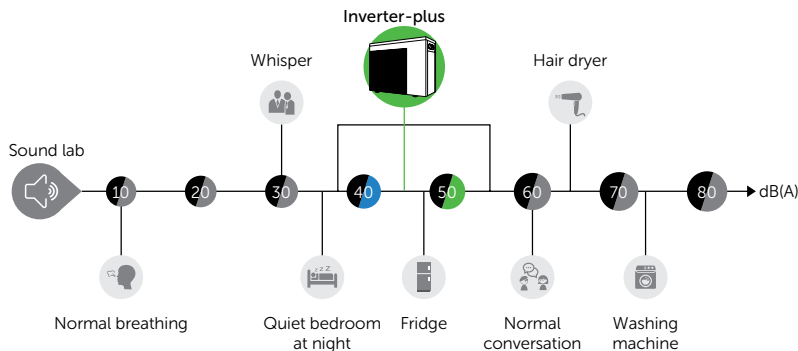 Inverter-plus
Whisper
Hair dryer
Sound lab
10 20 30 40 50 60 70 80 dB(A)
z z Z
Normal breathing
Quiet bedroom
at night
Fridge
Normal
conversation
Washing
machine